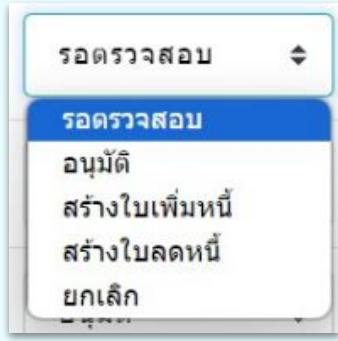 รอตรวจสอบ
รอตรวจสอบ
อนุมัติ
สร้างใบเพิ่มหนี้
สร้างใบลดหนี้
ยกเลิก